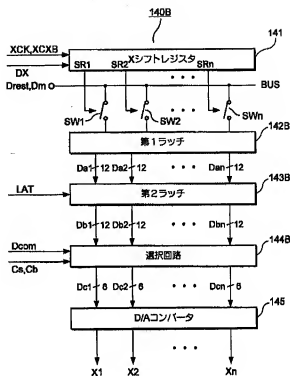 140B
141
XCK,XCXB
Xシフトレジスタ
DX
SR1 SR2 ・・・ SRn
Drest,Dm
BUS
SW1 SW2 SWn
142B
第1ラッチ
Da1 12 Da2 12 ・・・ Dan 12
143B
LAT
第2ラッチ
Db1 12 Db2 12 ・・・ Dbn 12
144B
Dcom
選択回路
Cs,Cb
Dc1 6 Dc2 6 ・・・ Dcn 6
145
D/Aコンバータ
X1 X2 ・・・ Xn